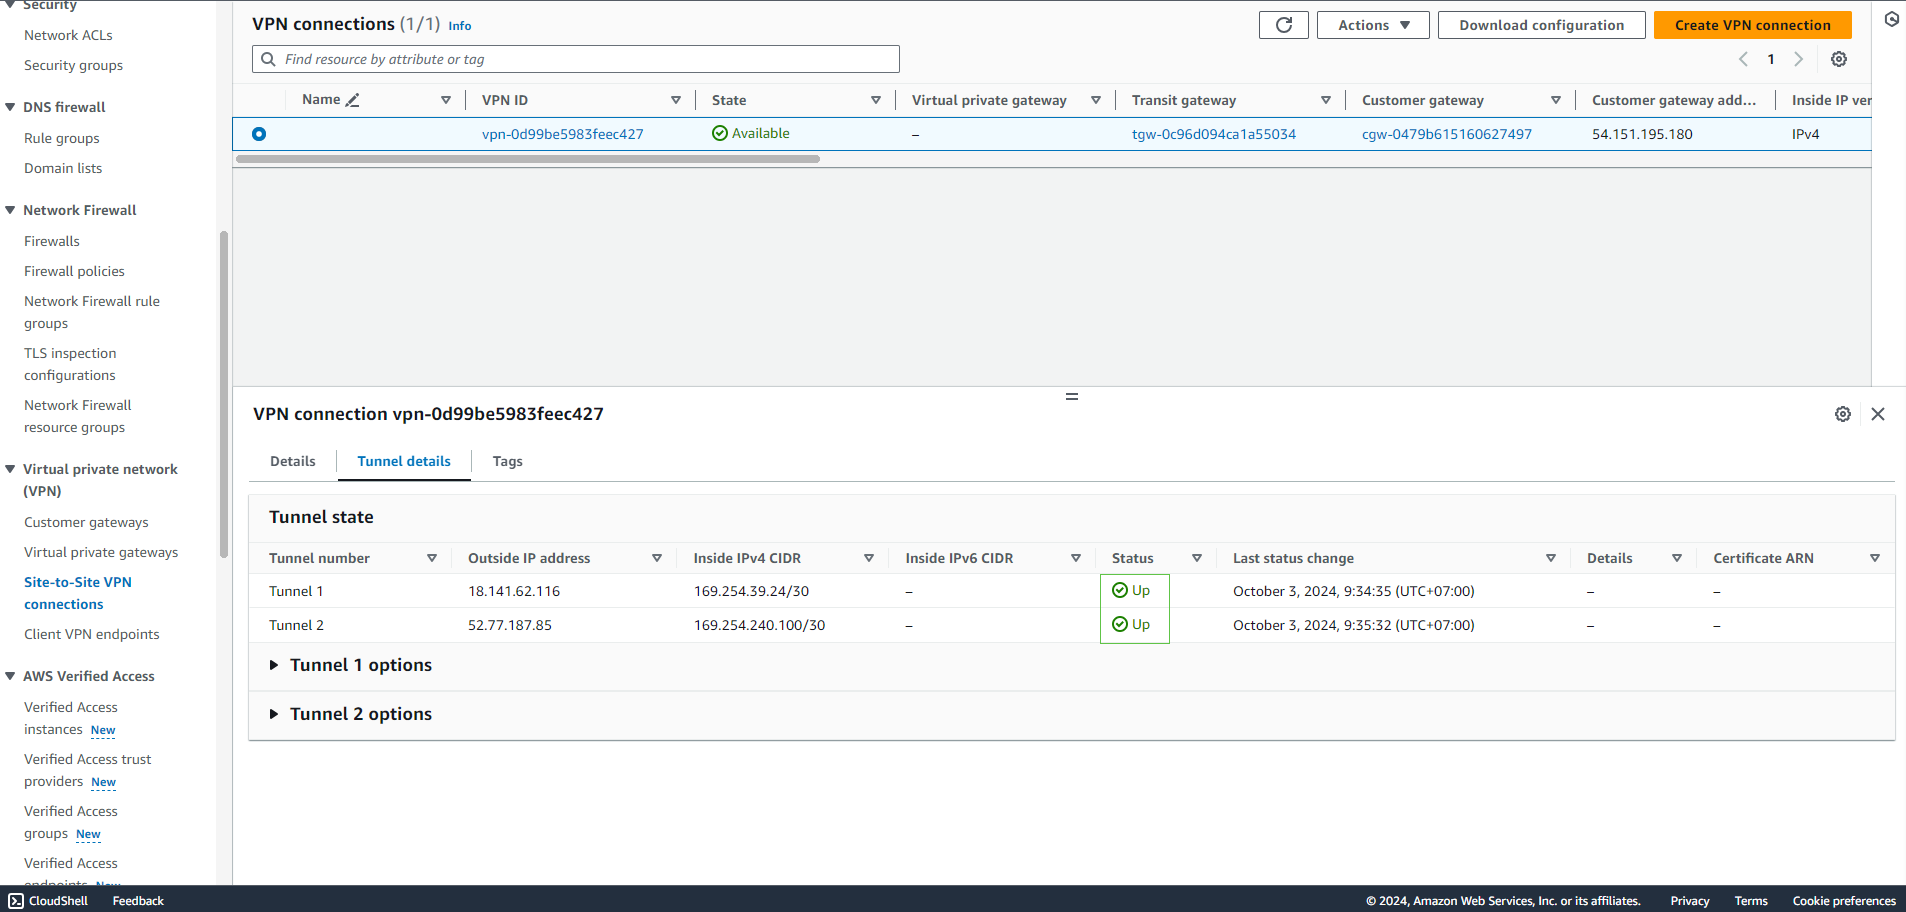 Security
Network ACLs
Security groups
DNS firewall
Rule groups
Domain lists
Network Firewall
Firewalls
Firewall policies
Network Firewall rule
groups
TLS inspection
configurations
Network Firewall
resource groups
Virtual private network
(VPN)
Customer gateways
Virtual private gateways
Site-to-Site VPN
connections
Client VPN endpoints
AWS Verified Access
Verified Access
instances New
Verified Access trust
providers New
Verified Access
groups New
Verified Access
endpoints New
VPN connections (1/1) Info
Actions
Download configuration
Create VPN connection
Find resource by attribute or tag
1
Name VPN ID State Virtual private gateway Transit gateway Customer gateway Customer gateway add... Inside IP ver
vpn-0d99be5983feec427 Available – tgw-0c96d094ca1a55034 cgw-0479b615160627497 54.151.195.180 IPv4
VPN connection vpn-0d99be5983feec427
Details Tunnel details Tags
Tunnel state
Tunnel number Outside IP address Inside IPv4 CIDR Inside IPv6 CIDR Status Last status change Details Certificate ARN
Tunnel 1 18.141.62.116 169.254.39.24/30 – Up October 3, 2024, 9:34:35 (UTC+07:00) – –
Tunnel 2 52.77.187.85 169.254.240.100/30 – Up October 3, 2024, 9:35:32 (UTC+07:00) – –
Tunnel 1 options
Tunnel 2 options
CloudShell Feedback © 2024, Amazon Web Services, Inc. or its affiliates. Privacy Terms Cookie preferences